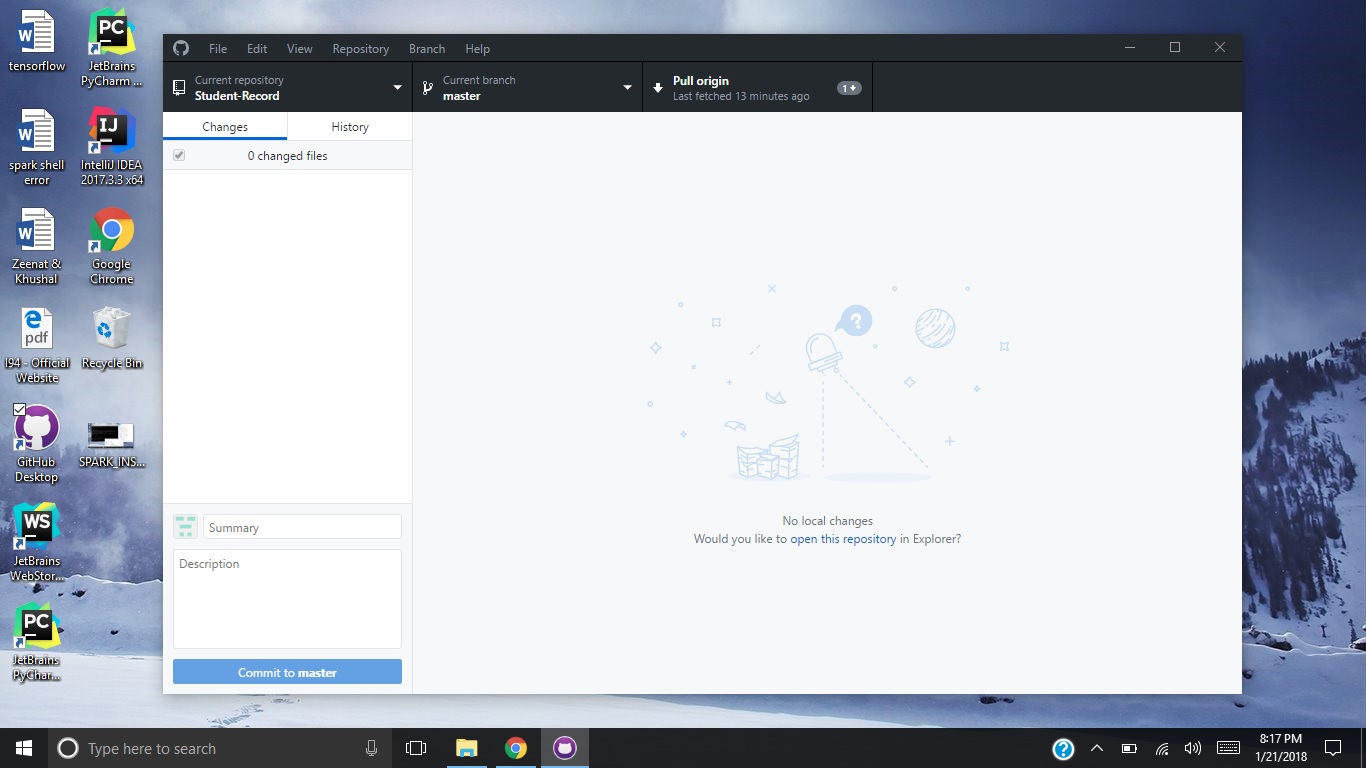 tensorflow
JetBrains
PyCharm ...
spark shell
error
IntelliJ IDEA
2017.3.3 x64
Zeenat &
Khushal
Google
Chrome
pdf
I94 - Official
Website
Recycle Bin
GitHub
Desktop
SPARK_INS...
JetBrains
WebStor...
JetBrains
PyChar...
PC
IJ
WS
PC
File Edit View Repository Branch Help
Current repository
Student-Record
Current branch
master
Pull origin
Last fetched 13 minutes ago
1
Changes History
0 changed files
?
No local changes
Would you like to open this repository in Explorer?
Summary
Description
Commit to master
Type here to search
?
8:17 PM
1/21/2018